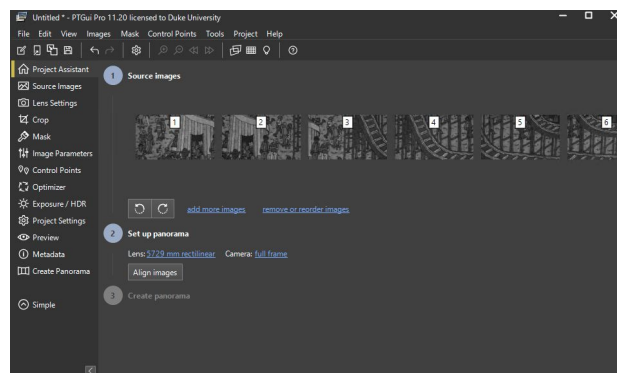 Untitled * - PTGui Pro 11.20 licensed to Duke University
File Edit View Images Mask Control Points Tools Project Help
Project Assistant
Source Images
Lens Settings
Crop
Mask
Image Parameters
Control Points
Optimizer
Exposure / HDR
Project Settings
Preview
Metadata
Create Panorama
Simple
1 Source images
1 2 3 4 5 6
add more images remove or reorder images
2 Set up panorama
Lens: 5729 mm rectilinear Camera: full frame
Align images
3 Create panorama